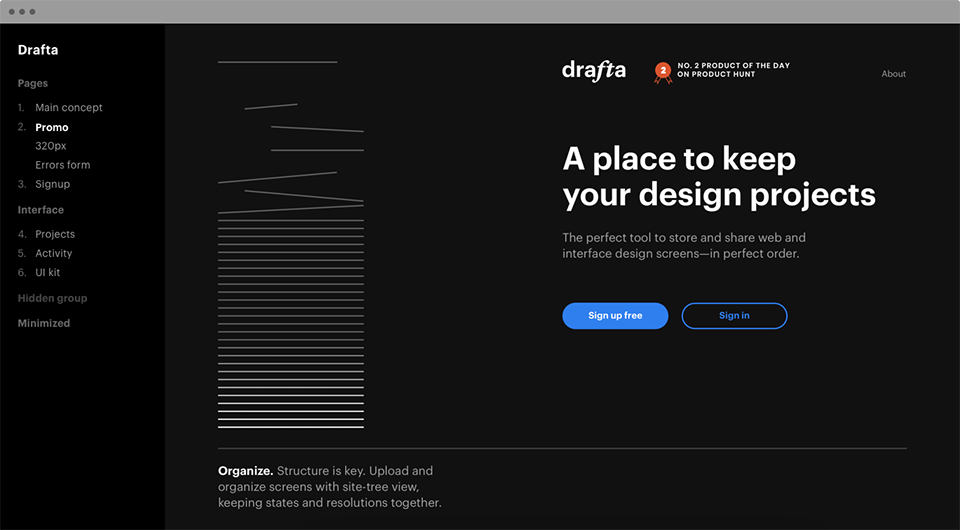 Drafta
Pages
1. Main concept
2. Promo
320px
Errors form
3. Signup
Interface
4. Projects
5. Activity
6. UI kit
Hidden group
Minimized
drafta
2
NO. 2 PRODUCT OF THE DAY
ON PRODUCT HUNT
About
A place to keep
your design projects
The perfect tool to store and share web and
interface design screens—in perfect order.
Sign up free
Sign in
Organize. Structure is key. Upload and
organize screens with site-tree view,
keeping states and resolutions together.